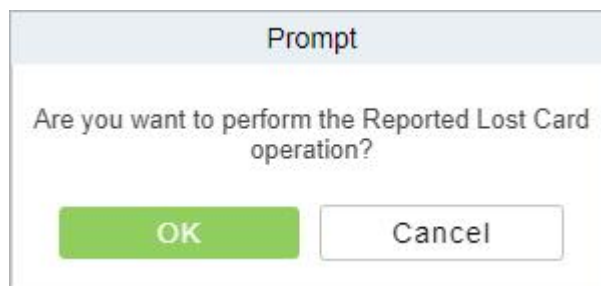 Prompt
Are you want to perform the Reported Lost Card
operation?
OK
Cancel